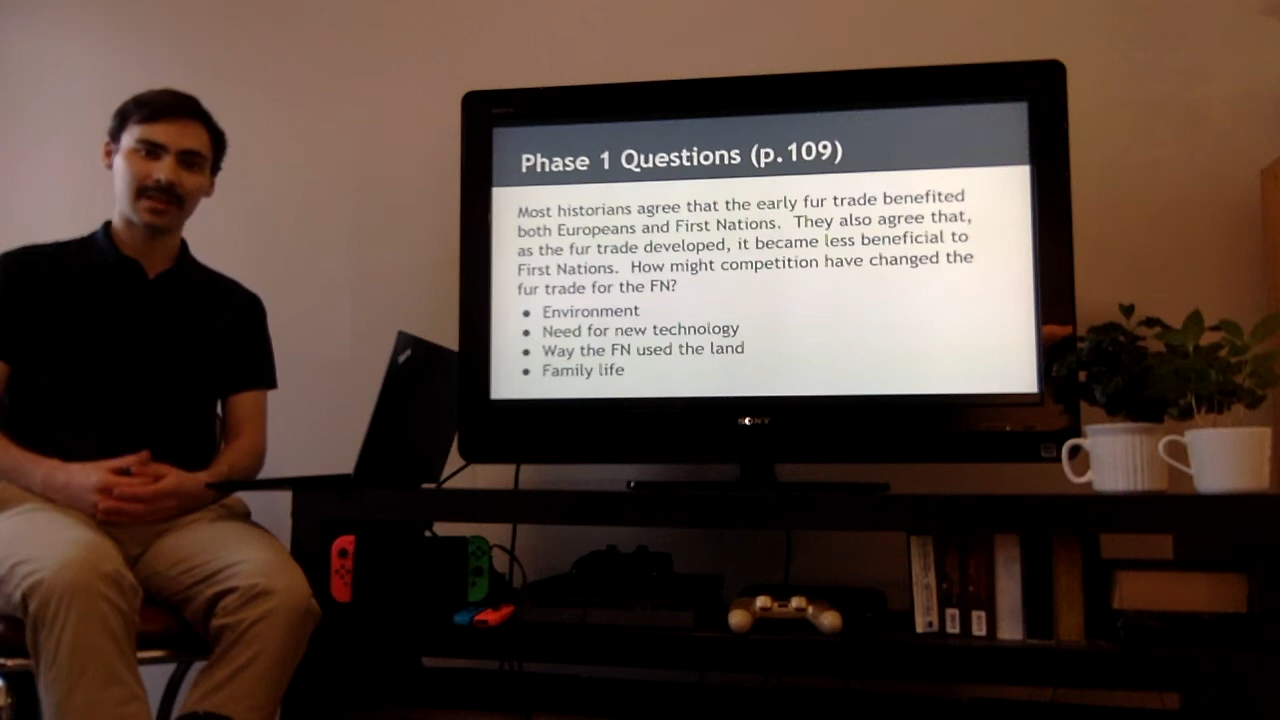 Phase 1 Questions (p.109)
Most historians agree that the early fur trade benefited
both Europeans and First Nations. They also agree that,
as the fur trade developed, it became less beneficial to
First Nations. How might competition have changed the
fur trade for the FN?
● Environment
● Need for new technology
● Way the FN used the land
● Family life
SONY